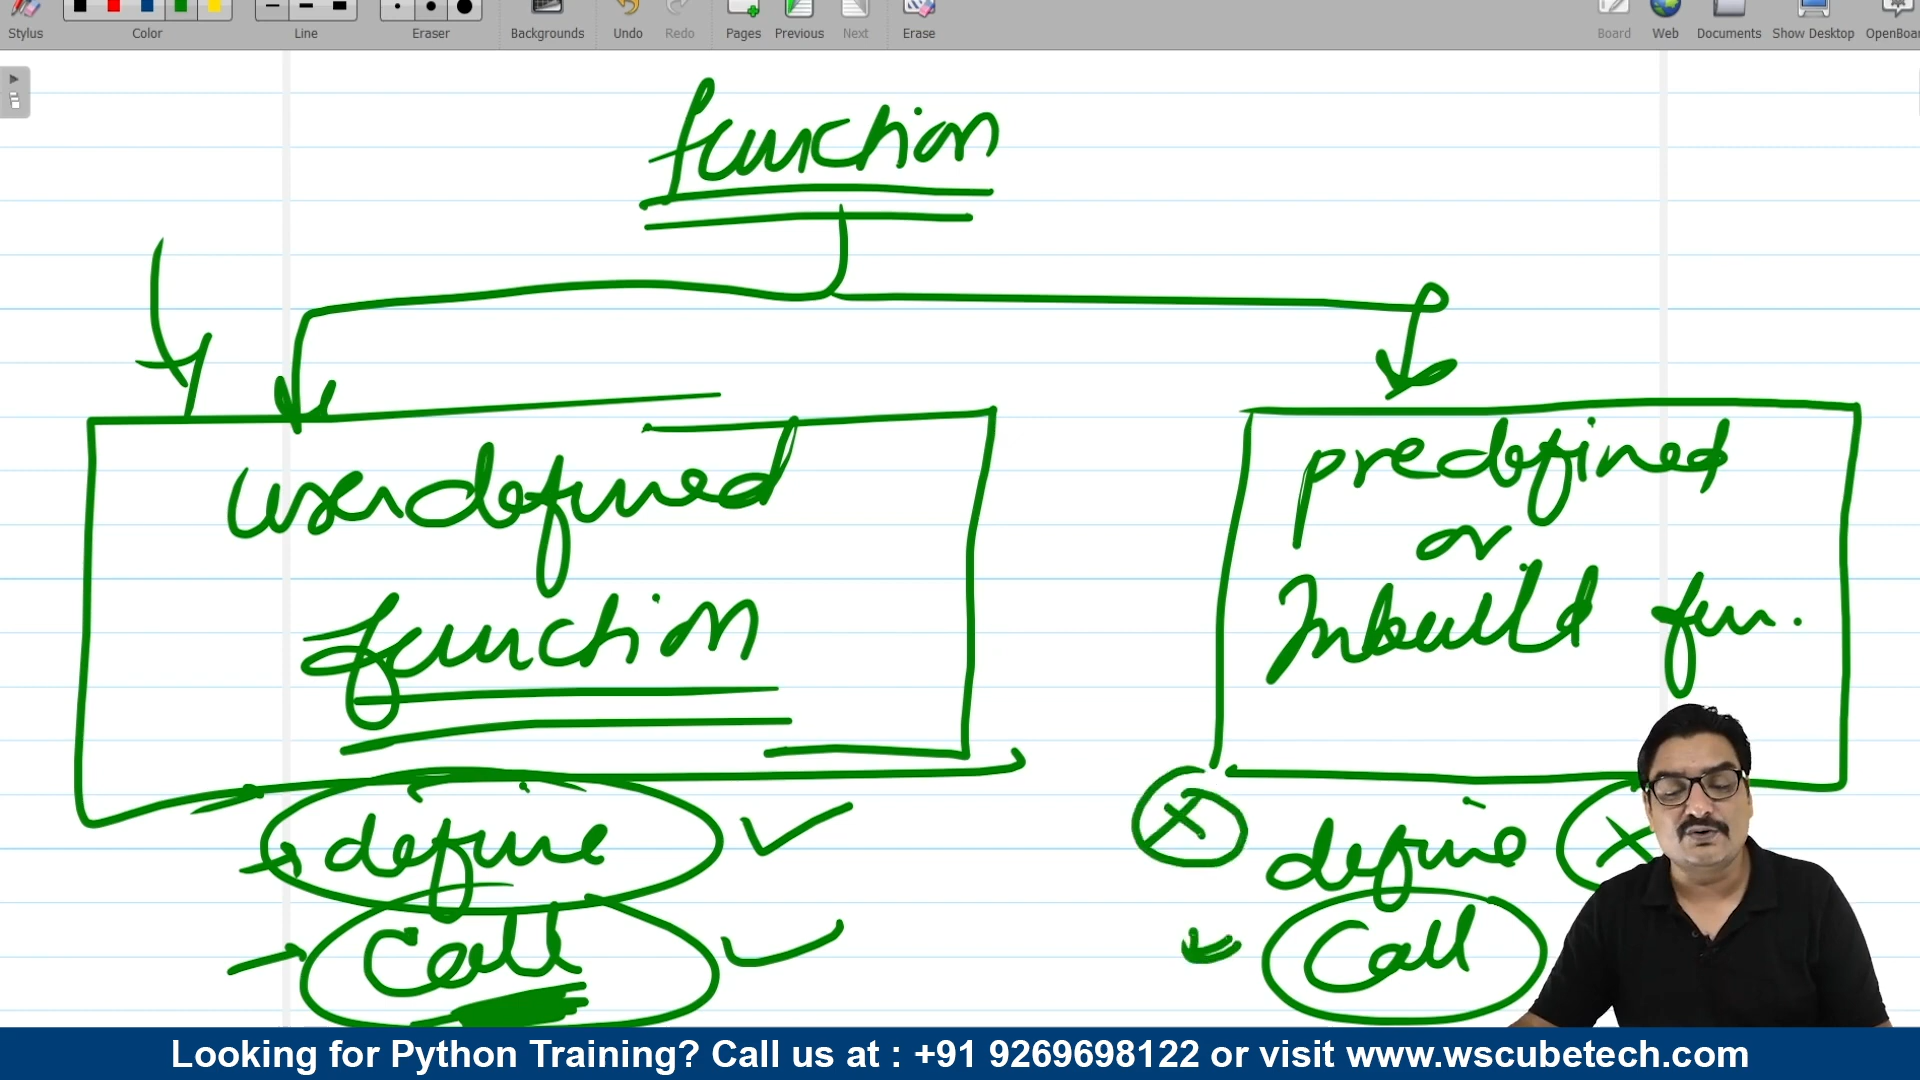 Stylus Color Line Eraser Backgrounds Undo Redo Pages Previous Next Erase Board Web Documents Show Desktop OpenBoar
function
userdefined
function
predefined
or
Inbuild fun.
define
Call
define
Call
Looking for Python Training? Call us at : +91 9269698122 or visit www.wscubetech.com